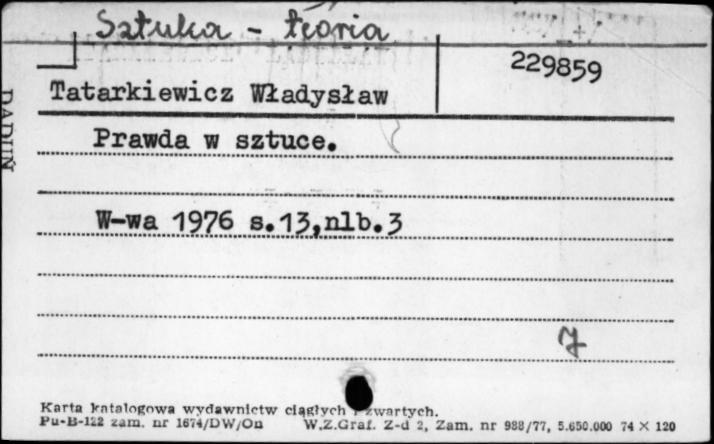 Sztuka - teoria
229859
Tatarkiewicz Władysław
Prawda w sztuce.
W-wa 1976 s.13,nlb.3
J
Karta katalogowa wydawnictw ciągłych i zwartych.
Pu-B-122 zam. nr 1674/DW/On W.Z.Graf. Z-d 2, Zam. nr 988/77, 5.650.000 74 X 120